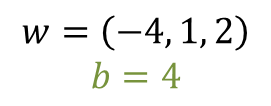 w = (−4, 1, 2)
b = 4